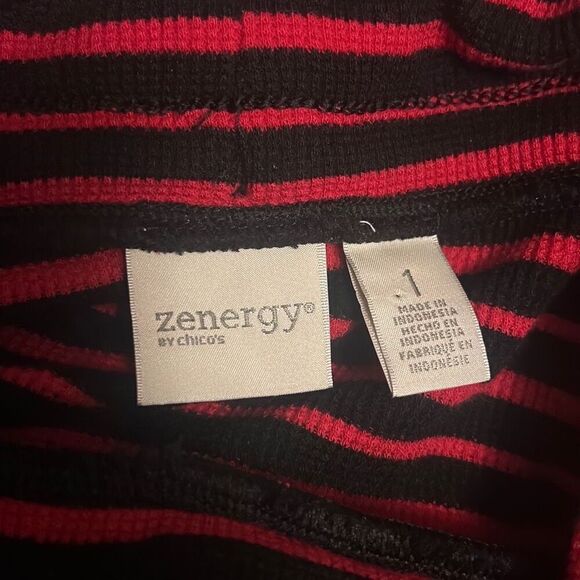 zenergy®
BY chico's
1
MADE IN
INDONESIA
HECHO EN
INDONESIA
FABRIQUÉ EN
INDONÉSIE